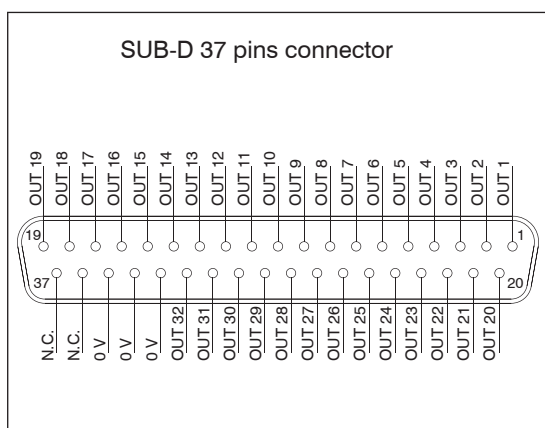 SUB-D 37 pins connector
OUT 19
OUT 18
OUT 17
OUT 16
OUT 15
OUT 14
OUT 13
OUT 12
OUT 11
OUT 10
OUT 9
OUT 8
OUT 7
OUT 6
OUT 5
OUT 4
OUT 3
OUT 2
OUT 1
19
1
37
20
N.C.
N.C.
0 V
0 V
0 V
OUT 32
OUT 31
OUT 30
OUT 29
OUT 28
OUT 27
OUT 26
OUT 25
OUT 24
OUT 23
OUT 22
OUT 21
OUT 20